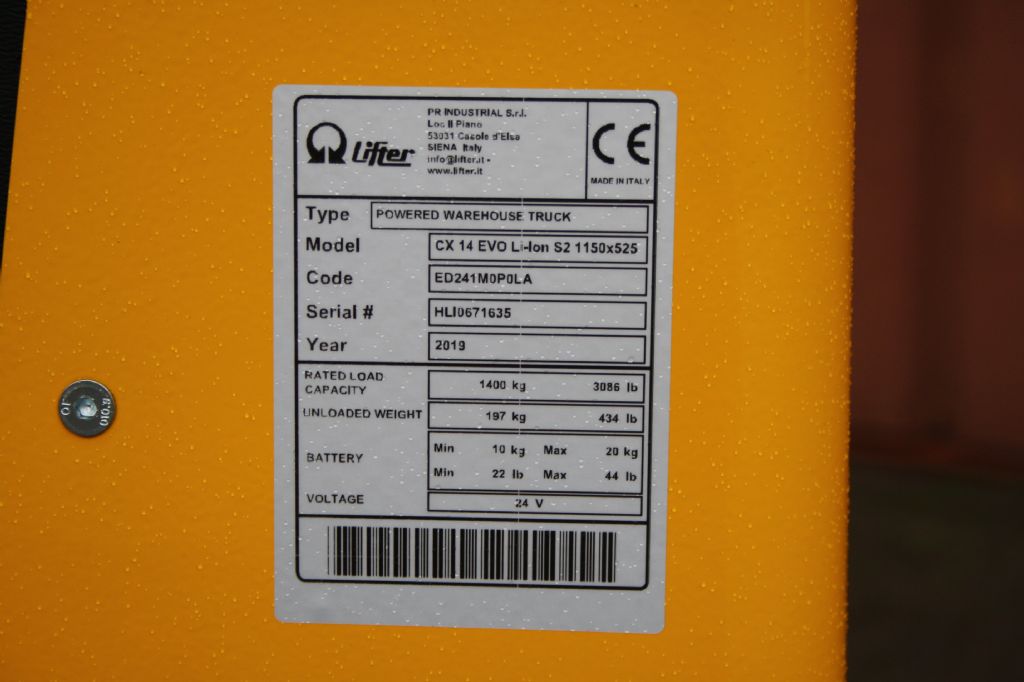 Lifter
PR INDUSTRIAL S.r.l.
Loc Il Piano
53031 Casole d'Elsa
SIENA Italy
info@lifter.it -
www.lifter.it
CE
MADE IN ITALY
Type POWERED WAREHOUSE TRUCK
Model CX 14 EVO Li-Ion S2 1150x525
Code ED241M0P0LA
Serial # HLI0671635
Year 2019
RATED LOAD CAPACITY 1400 kg 3086 lb
UNLOADED WEIGHT 197 kg 434 lb
BATTERY
Min 10 kg Max 20 kg
Min 22 lb Max 44 lb
VOLTAGE 24 V